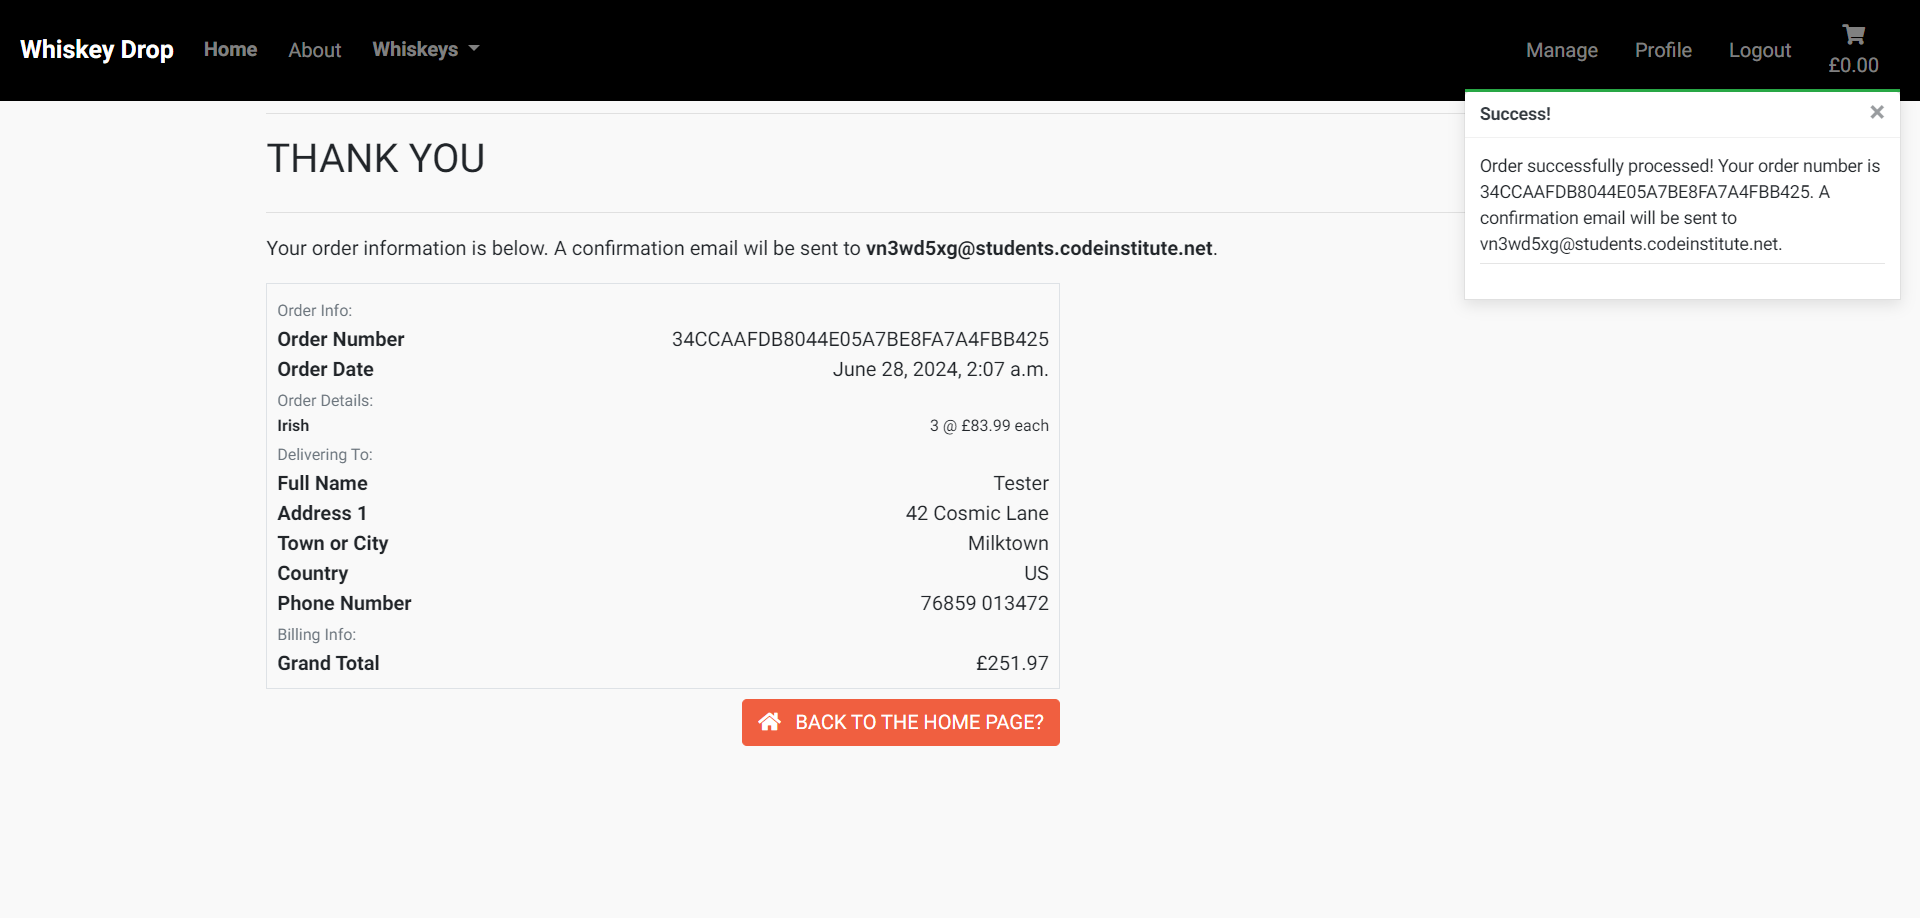 Whiskey Drop Home About Whiskeys Manage Profile Logout £0.00
Success! ×
Order successfully processed! Your order number is
34CCAAFDB8044E05A7BE8FA7A4FBB425. A
confirmation email will be sent to
vn3wd5xg@students.codeinstitute.net.
THANK YOU
Your order information is below. A confirmation email wil be sent to vn3wd5xg@students.codeinstitute.net.
Order Info:
Order Number 34CCAAFDB8044E05A7BE8FA7A4FBB425
Order Date June 28, 2024, 2:07 a.m.
Order Details:
Irish 3 @ £83.99 each
Delivering To:
Full Name Tester
Address 1 42 Cosmic Lane
Town or City Milktown
Country US
Phone Number 76859 013472
Billing Info:
Grand Total £251.97
BACK TO THE HOME PAGE?